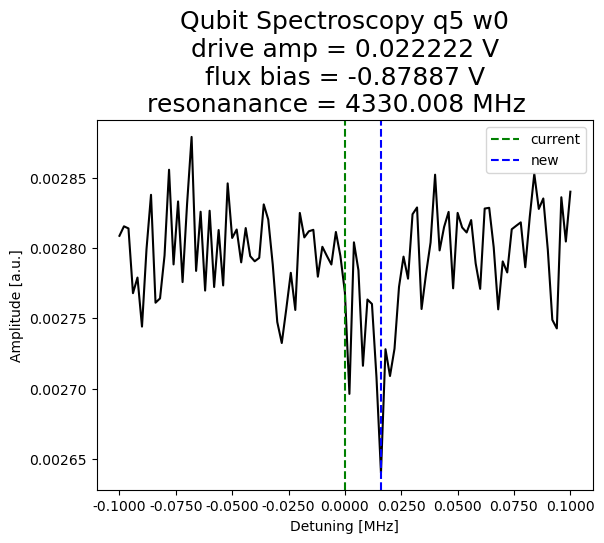 Qubit Spectroscopy q5 w0
drive amp = 0.022222 V
flux bias = -0.87887 V
resonanance = 4330.008 MHz
current
new
Amplitude [a.u.]
0.00285
0.00280
0.00275
0.00270
0.00265
-0.1000 -0.0750 -0.0500 -0.0250 0.0000 0.0250 0.0500 0.0750 0.1000
Detuning [MHz]